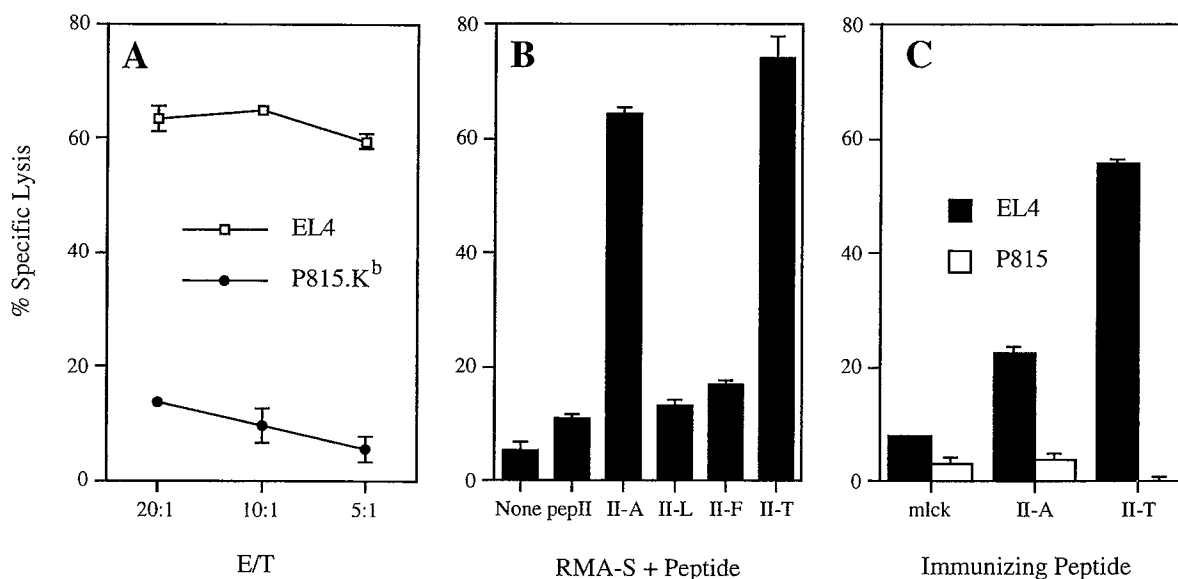 % Specific Lysis
80
60
40
20
0
A
EL4
P815.Kb
20:1
10:1
5:1
E/T
80
60
40
20
0
B
None pepII II-A II-L II-F II-T
RMA-S + Peptide
80
60
40
20
0
C
EL4
P815
mlck
II-A
II-T
Immunizing Peptide